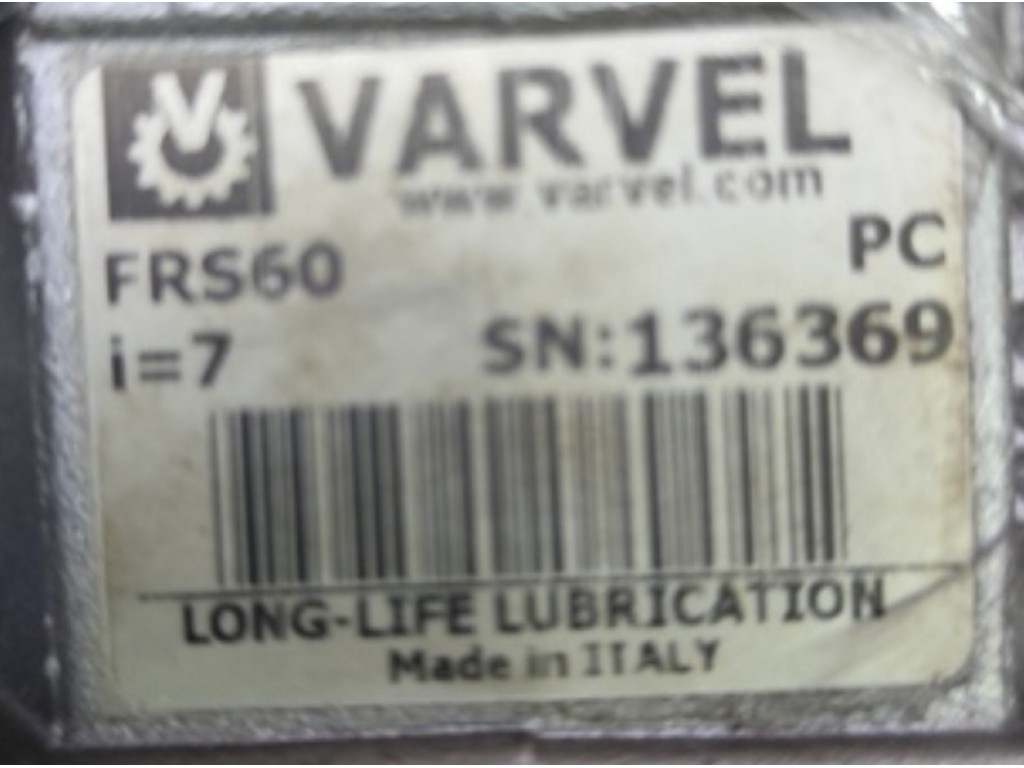 VARVEL
www.varvel.com
FRS60 PC
i=7 SN:136369
LONG-LIFE LUBRICATION
Made in ITALY